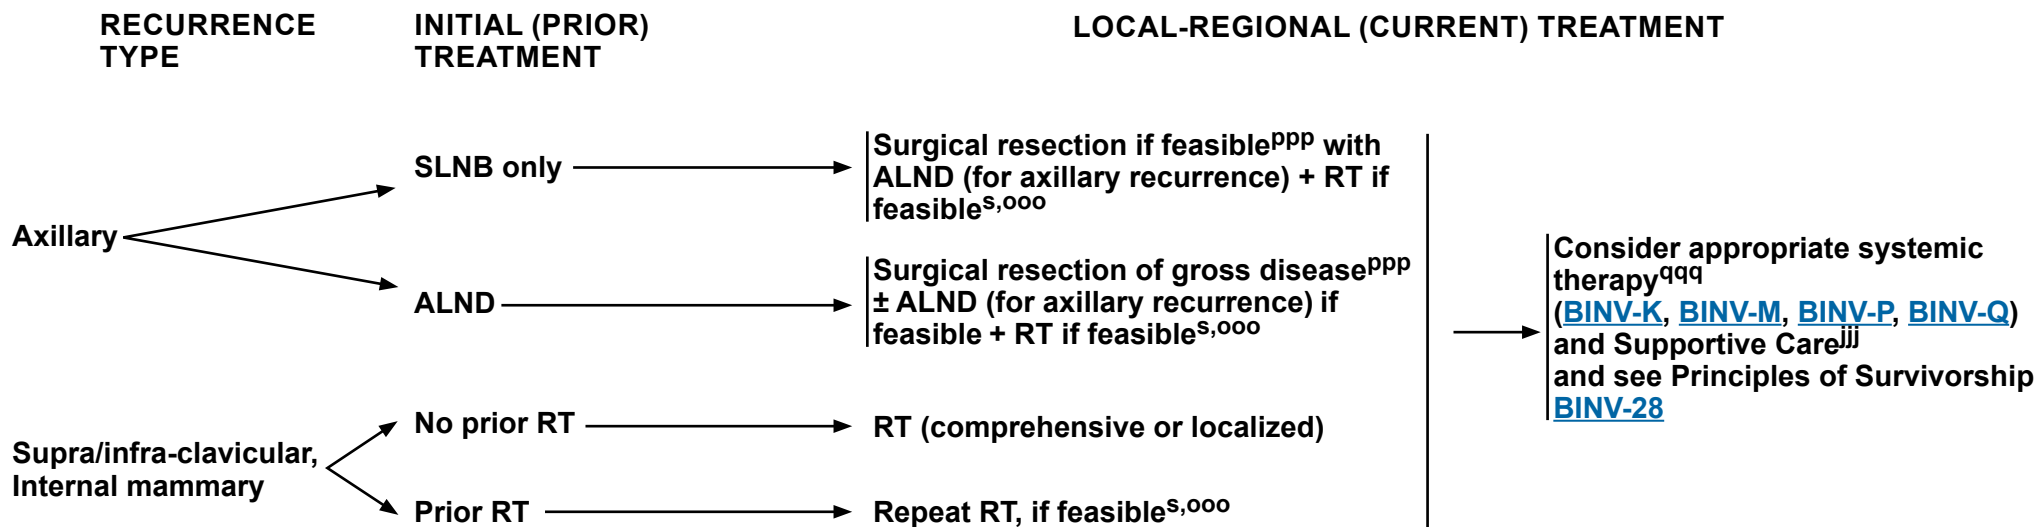 RECURRENCE
TYPE
INITIAL (PRIOR)
TREATMENT
LOCAL-REGIONAL (CURRENT) TREATMENT
Axillary
SLNB only
Surgical resection if feasibleppp with
ALND (for axillary recurrence) + RT if
feasibles,ooo
ALND
Surgical resection of gross diseaseppp
± ALND (for axillary recurrence) if
feasible + RT if feasibles,ooo
Supra/infra-clavicular,
Internal mammary
No prior RT
RT (comprehensive or localized)
Prior RT
Repeat RT, if feasibles,ooo
Consider appropriate systemic
therapyqqq
(BINV-K, BINV-M, BINV-P, BINV-Q)
and Supportive Carejjj
and see Principles of Survivorship
BINV-28